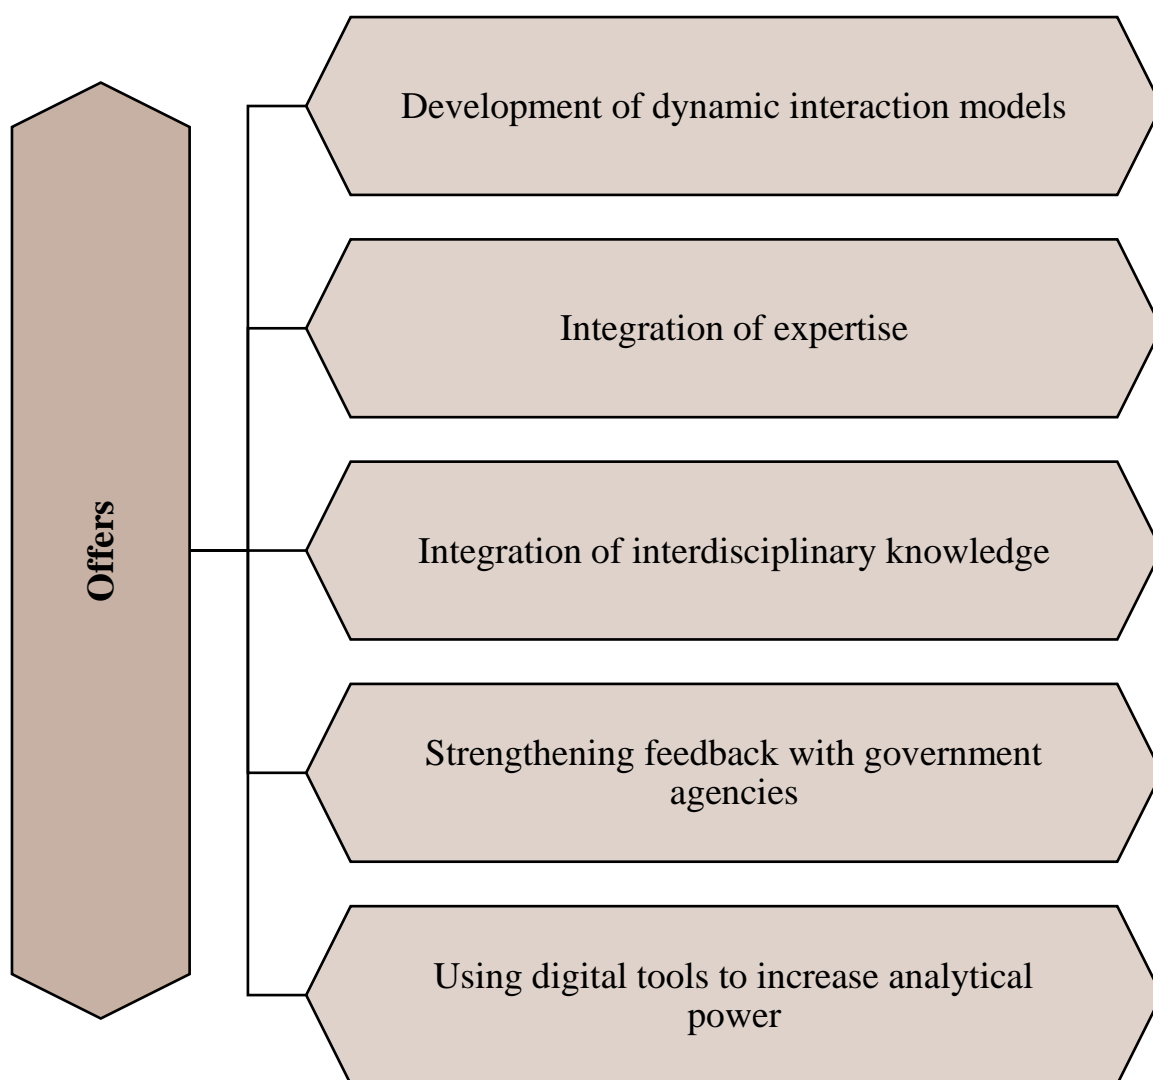 Offers
Development of dynamic interaction models
Integration of expertise
Integration of interdisciplinary knowledge
Strengthening feedback with government
agencies
Using digital tools to increase analytical
power